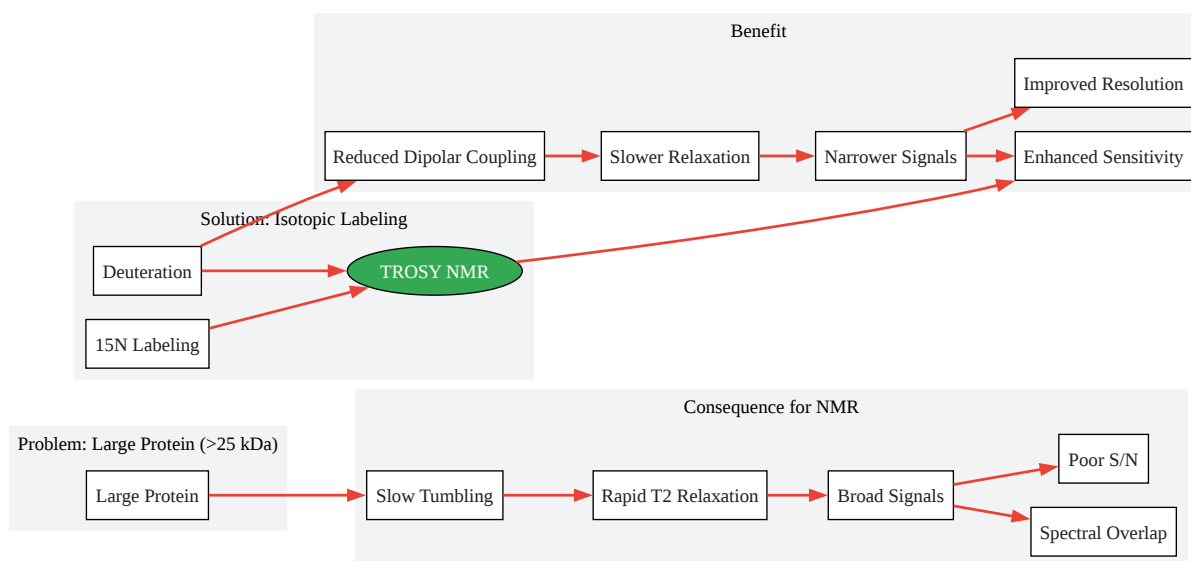 Benefit
Improved Resolution
Reduced Dipolar Coupling
Slower Relaxation
Narrower Signals
Enhanced Sensitivity
Solution: Isotopic Labeling
Deuteration
TROSY NMR
15N Labeling
Consequence for NMR
Problem: Large Protein (>25 kDa)
Poor S/N
Large Protein
Slow Tumbling
Rapid T2 Relaxation
Broad Signals
Spectral Overlap